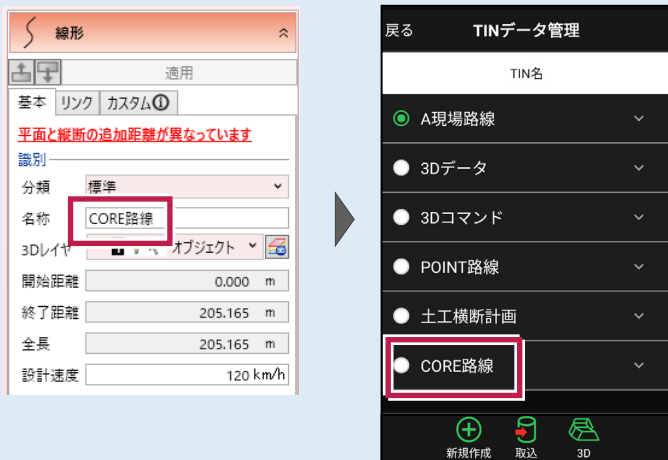 線形
適用
基本 リンク カスタム
平面と縦断の追加距離が異なっています
識別
分類 標準
名称 CORE路線
3Dレイヤ オブジェクト
開始距離 0.000 m
終了距離 205.165 m
全長 205.165 m
設計速度 120 km/h
戻る TINデータ管理
TIN名
A現場路線
3Dデータ
3Dコマンド
POINT路線
土工横断計画
CORE路線
新規作成 取込 3D